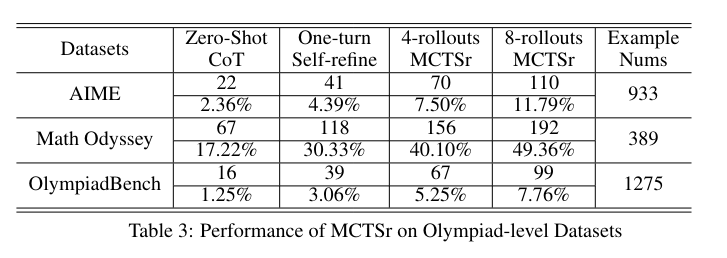 Datasets Zero-Shot CoT One-turn Self-refine 4-rollouts MCTSr 8-rollouts MCTSr Example Nums
AIME 22 41 70 110 933
2.36% 4.39% 7.50% 11.79%
Math Odyssey 67 118 156 192 389
17.22% 30.33% 40.10% 49.36%
OlympiadBench 16 39 67 99 1275
1.25% 3.06% 5.25% 7.76%
Table 3: Performance of MCTSr on Olympiad-level Datasets